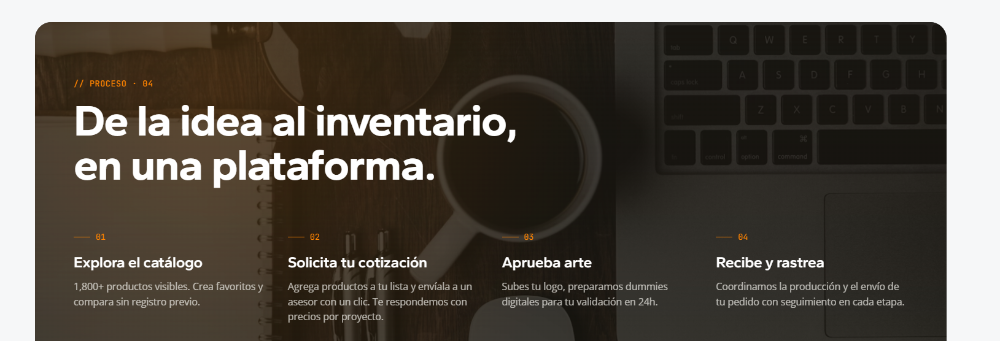 // PROCESO · 04
De la idea al inventario,
en una plataforma.
01
Explora el catálogo
1,800+ productos visibles. Crea favoritos y
compara sin registro previo.
02
Solicita tu cotización
Agrega productos a tu lista y envíala a un
asesor con un clic. Te respondemos con
precios por proyecto.
03
Aprueba arte
Subes tu logo, preparamos dummies
digitales para tu validación en 24h.
04
Recibe y rastrea
Coordinamos la producción y el envío de
tu pedido con seguimiento en cada etapa.
tab Q W E R T Y
caps lock A S D F G H
shift Z X C V B N
fn control option command